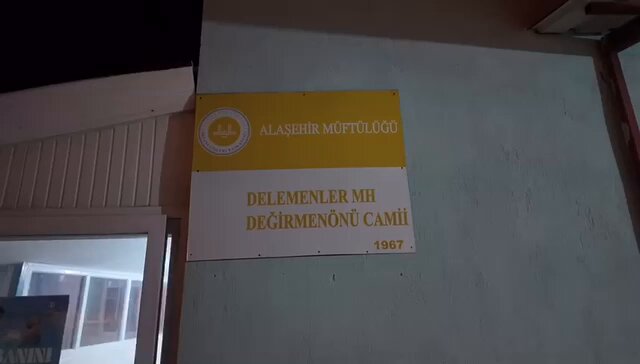 ALAŞEHİR MÜFTÜLÜĞÜ
DELEMENLER MH
DEĞİRMENÖNÜ CAMİİ
1967